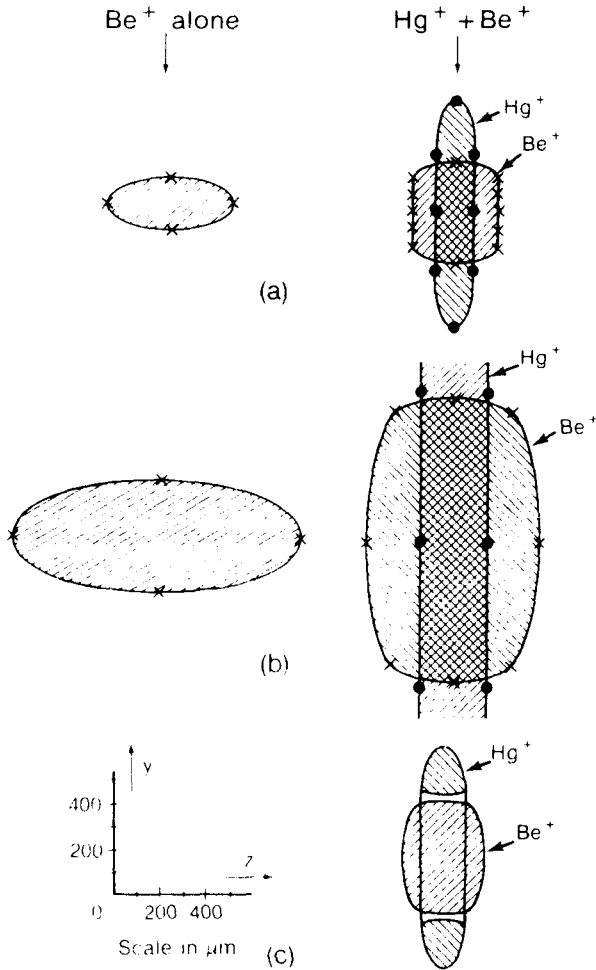 Be⁺ alone
Hg⁺ + Be⁺
Hg⁺
Be⁺
(a)
Hg⁺
Be⁺
(b)
Hg⁺
Be⁺
y
400
200
z
0 200 400
Scale in μm
(c)